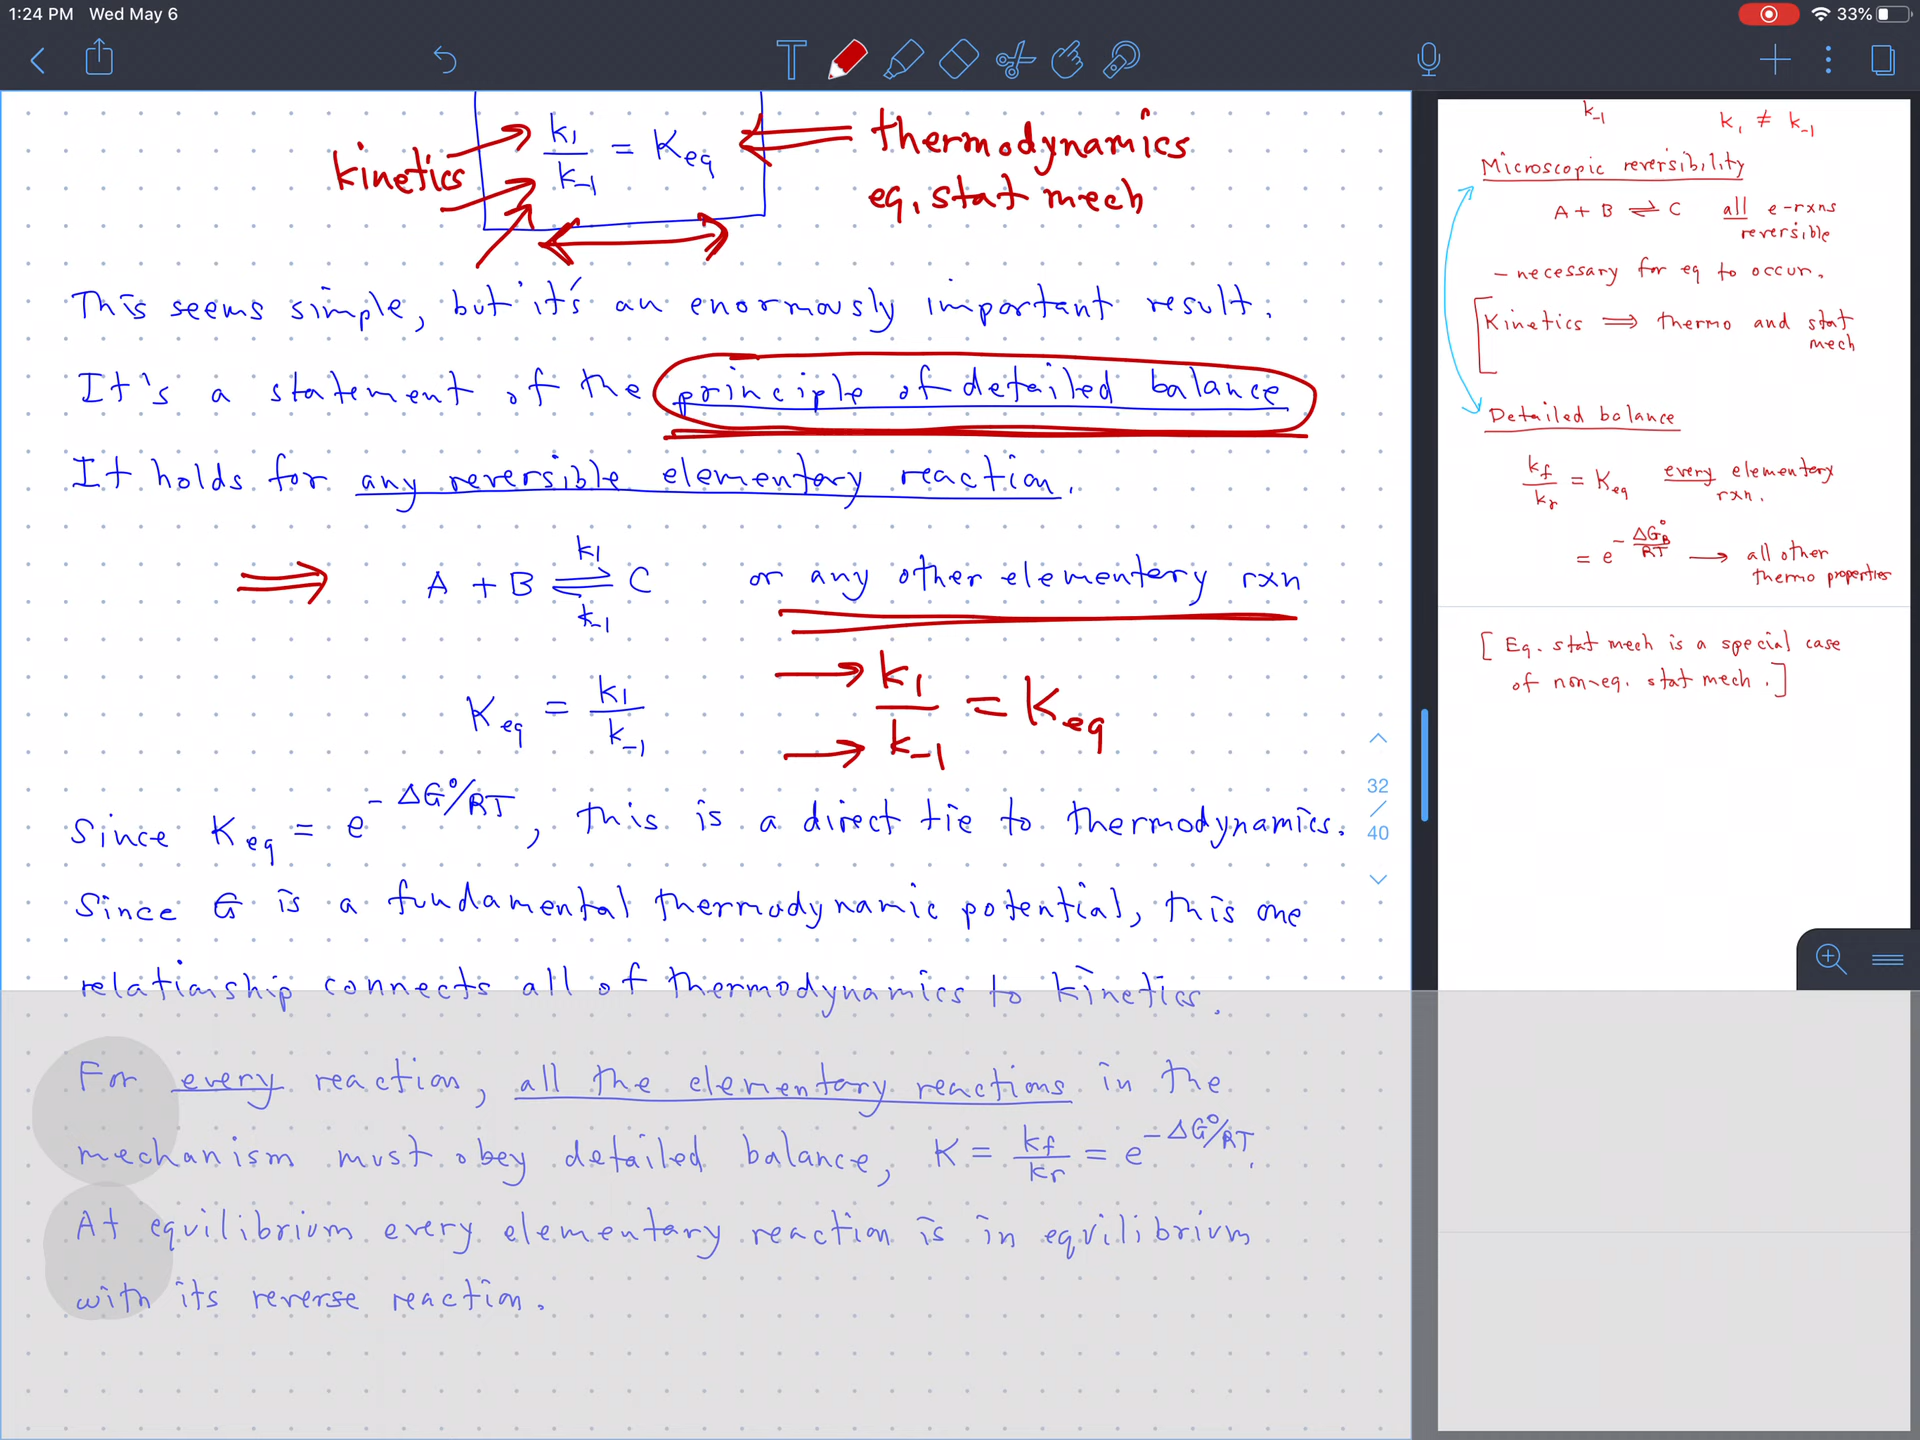 1:24 PM Wed May 6
33%
kinetics k1/k-1 = Keq thermodynamics
eq. stat mech
This seems simple, but it's an enormously important result.
It's a statement of the principle of detailed balance
It holds for any reversible elementary reaction.
A + B ⇌ C or any other elementary rxn
k1
k-1
Keq = k1/k-1
k1/k-1 = Keq
Since Keq = e^-ΔG°/RT, this is a direct tie to thermodynamics.
Since G is a fundamental thermodynamic potential, this one
relationship connects all of thermodynamics to kinetics.
For every reaction, all the elementary reactions in the
mechanism must obey detailed balance, K = kf/kr = e^-ΔG°/RT.
At equilibrium every elementary reaction is in equilibrium
with its reverse reaction.
32
/
40
k-1 k1 ≠ k-1
Microscopic reversibility
A + B ⇌ C all e-rxns
reversible
- necessary for eq to occur.
[Kinetics ⇒ thermo and stat
mech
Detailed balance
kf/kr = Keq every elementary
rxn.
= e^-ΔG°R/RT → all other
thermo properties
[Eq. stat mech is a special case
of non-eq. stat mech.]